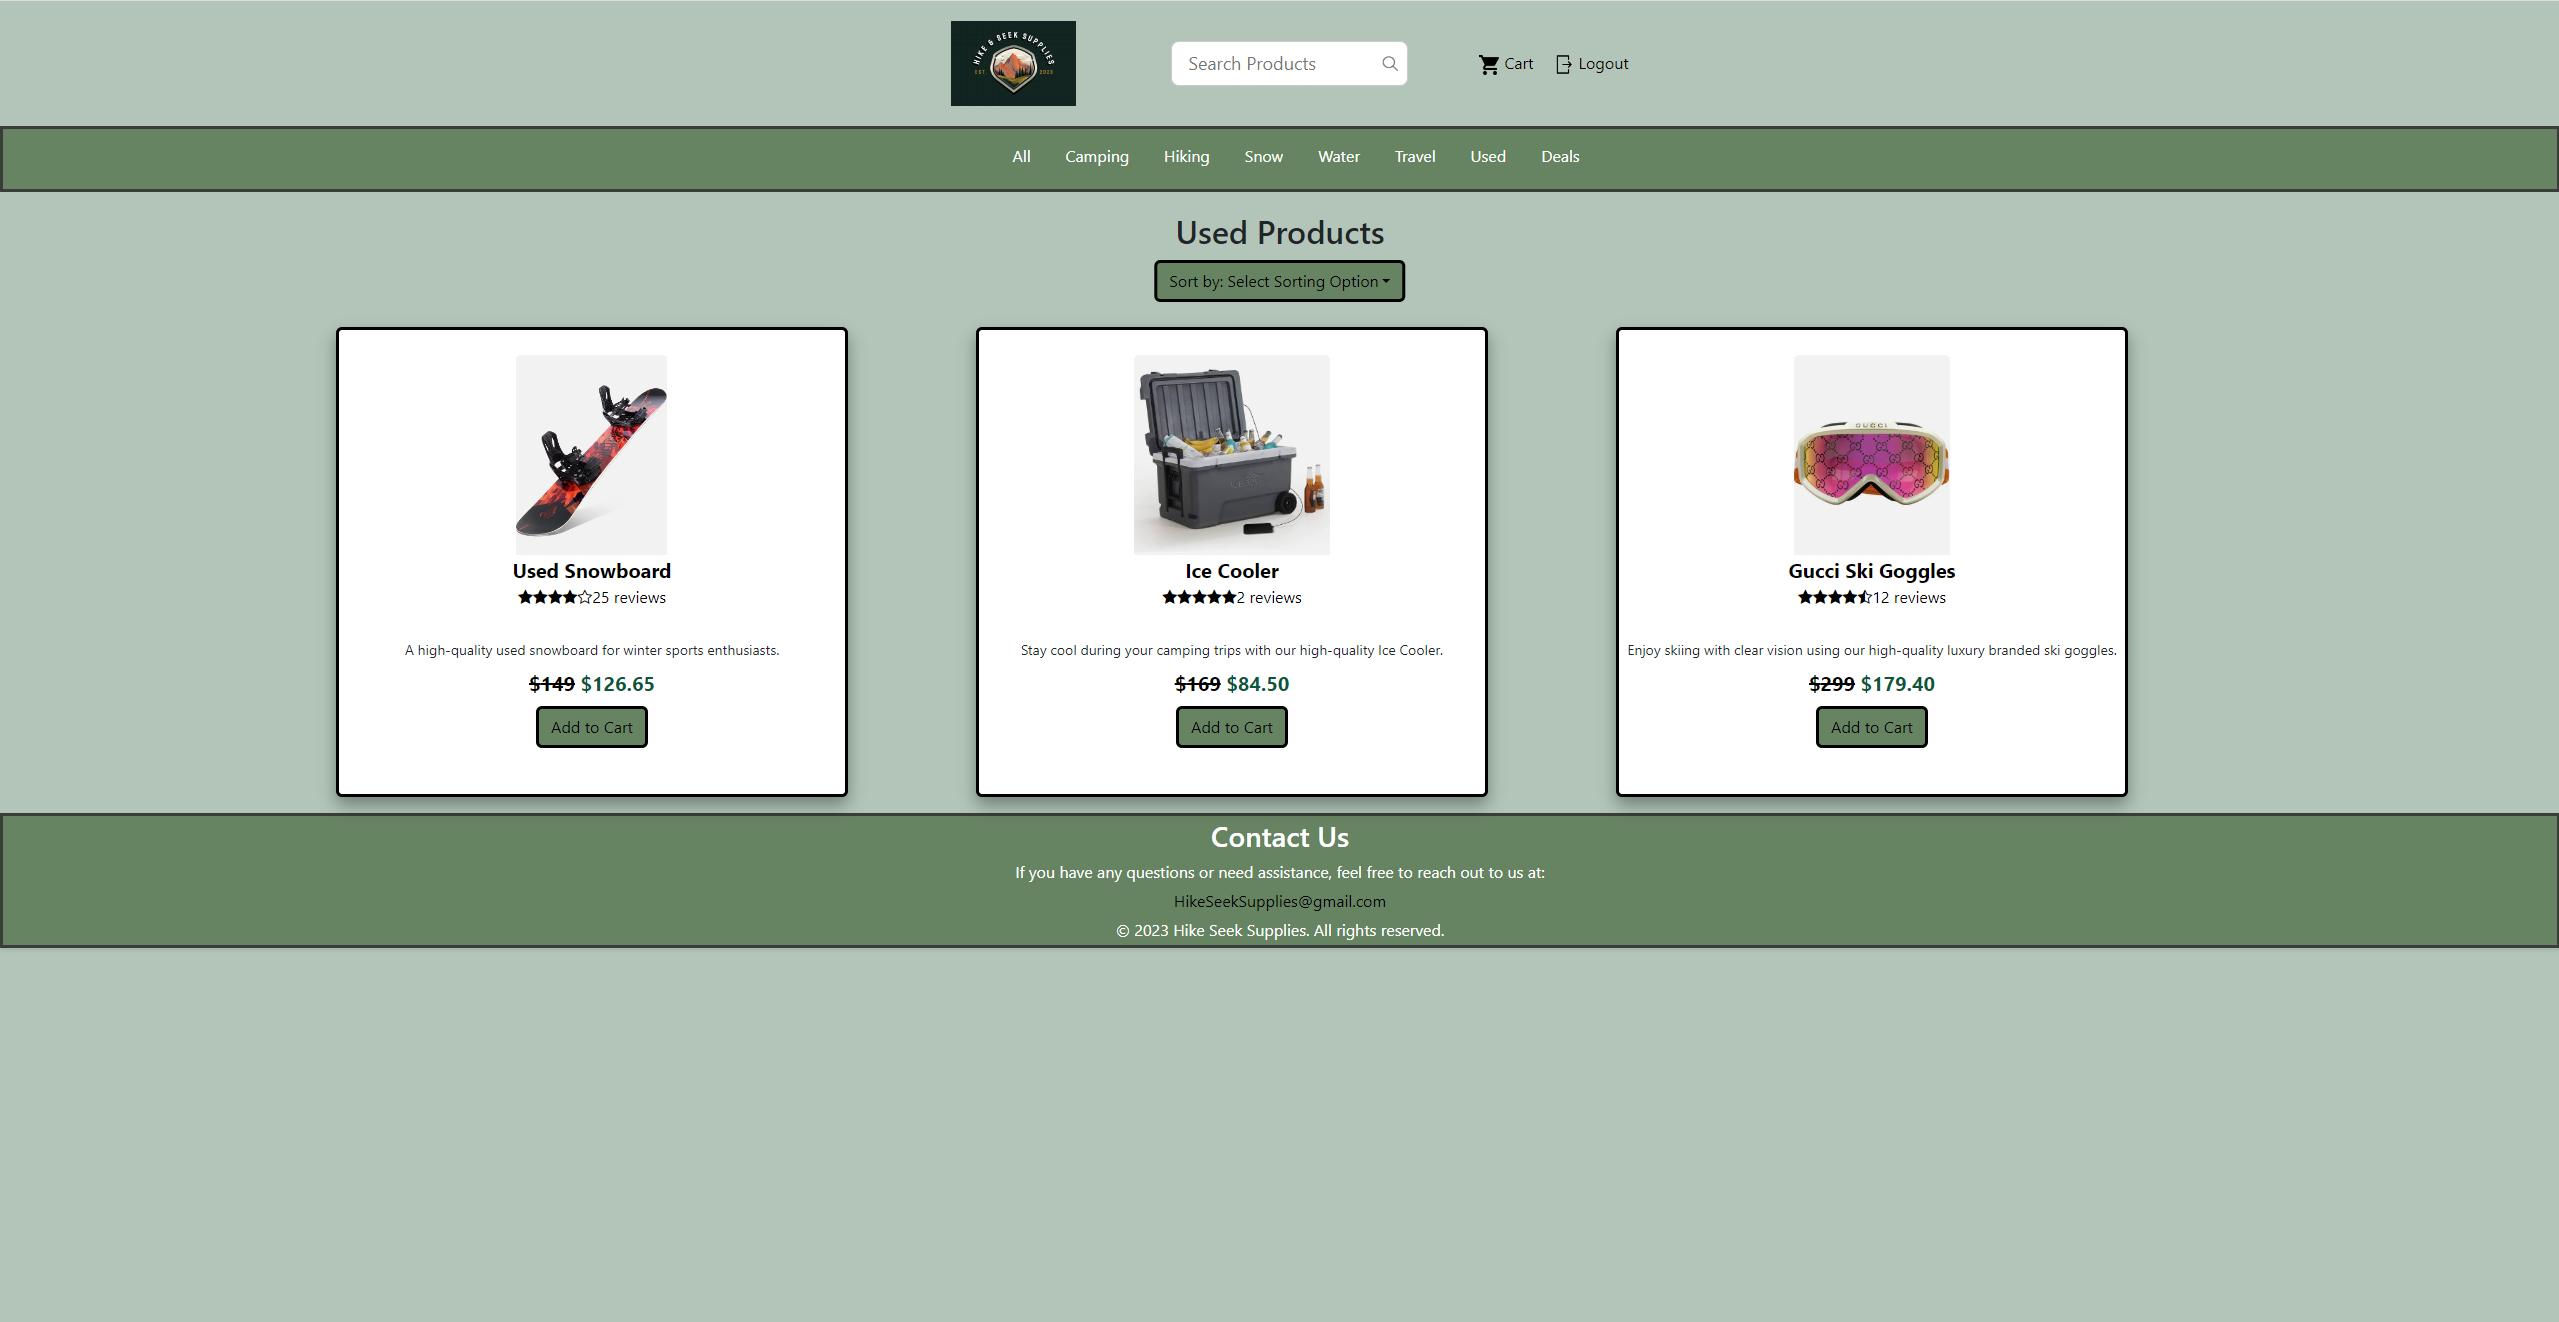 HIKE & SEEK SUPPLIES
EST. 2023
Search Products
Cart
Logout
All Camping Hiking Snow Water Travel Used Deals
Used Products
Sort by: Select Sorting Option
Used Snowboard
25 reviews
A high-quality used snowboard for winter sports enthusiasts.
$149 $126.65
Add to Cart
Ice Cooler
2 reviews
Stay cool during your camping trips with our high-quality Ice Cooler.
$169 $84.50
Add to Cart
GUCCI
Gucci Ski Goggles
12 reviews
Enjoy skiing with clear vision using our high-quality luxury branded ski goggles.
$299 $179.40
Add to Cart
Contact Us
If you have any questions or need assistance, feel free to reach out to us at:
HikeSeekSupplies@gmail.com
© 2023 Hike Seek Supplies. All rights reserved.